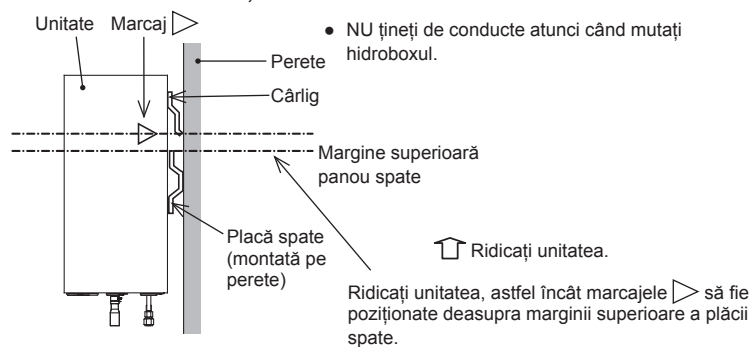 Unitate
Marcaj
Perete
Cârlig
Margine superioară
panou spate
Placă spate
(montată pe
perete)
● NU țineți de conducte atunci când mutați
hidroboxul.
Ridicați unitatea.
Ridicați unitatea, astfel încât marcajele ▷ să fie
poziționate deasupra marginii superioare a plăcii
spate.